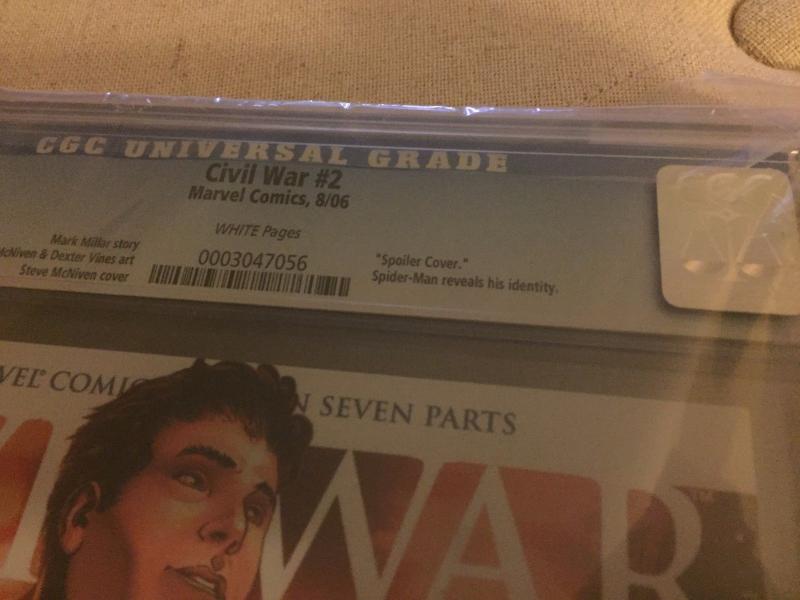 CGC UNIVERSAL GRADE
Civil War #2
Marvel Comics, 8/06
WHITE Pages
Mark Millar story
McNiven & Dexter Vines art
Steve McNiven cover
0003047056
"Spoiler Cover."
Spider-Man reveals his identity.
SEVEN PARTS
WAR
TM